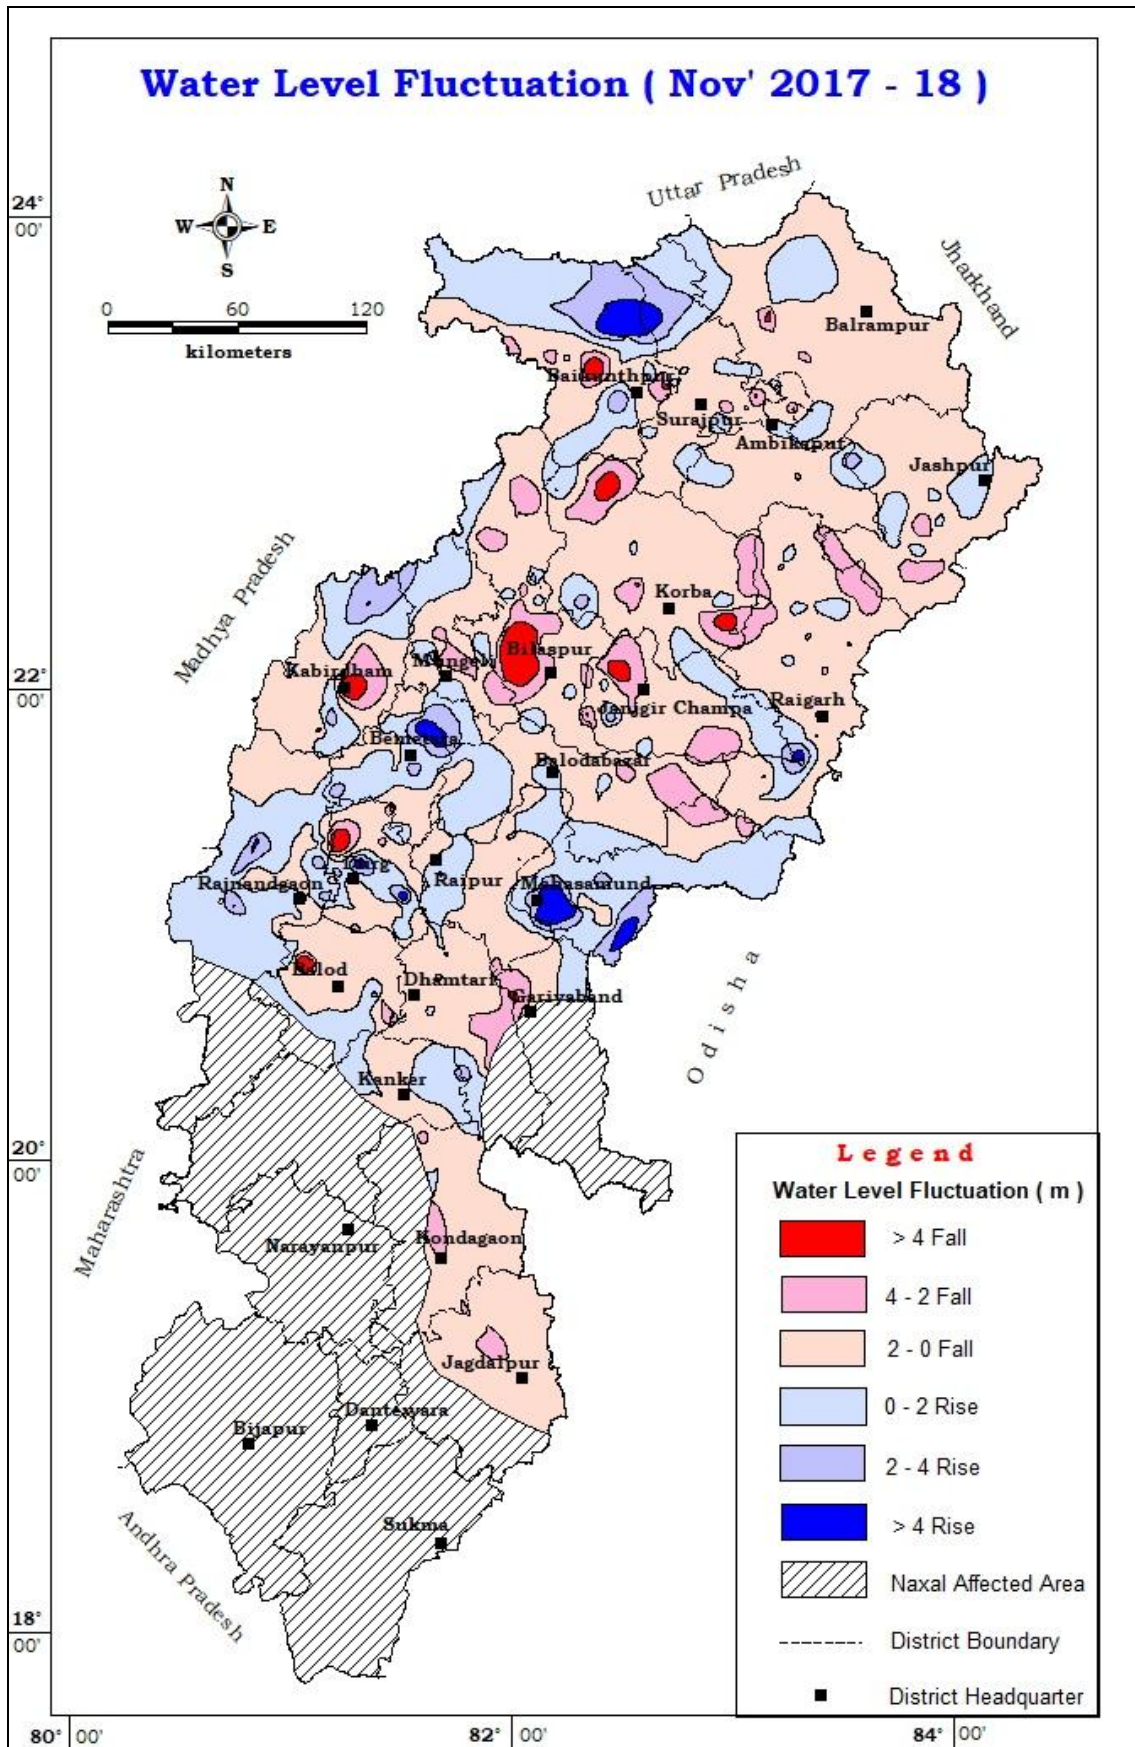 Water Level Fluctuation ( Nov' 2017 - 18 )
Uttar Pradesh
N
24°
00'
W E
S
Jharkhand
0 60 120
kilometers
Balrampur
Baikunthpur
Surajpur
Ambikapur
Jashpur
Madhya Pradesh
Korba
Bilaspur
Mungeli
Kabirdham
22°
00'
Janjgir Champa
Raigarh
Bemetara
Balodabazar
Durg
Rajnandgaon
Raipur
Mahasamund
Balod
Dhamtari
Gariyaband
Odisha
Kanker
20°
00'
Maharashtra
Narayanpur
Kondagaon
Jagdalpur
Dantewara
Bijapur
Sukma
Andhra Pradesh
18°
00'
Legend
Water Level Fluctuation ( m )
> 4 Fall
4 - 2 Fall
2 - 0 Fall
0 - 2 Rise
2 - 4 Rise
> 4 Rise
Naxal Affected Area
District Boundary
District Headquarter
80° 00' 82° 00' 84° 00'